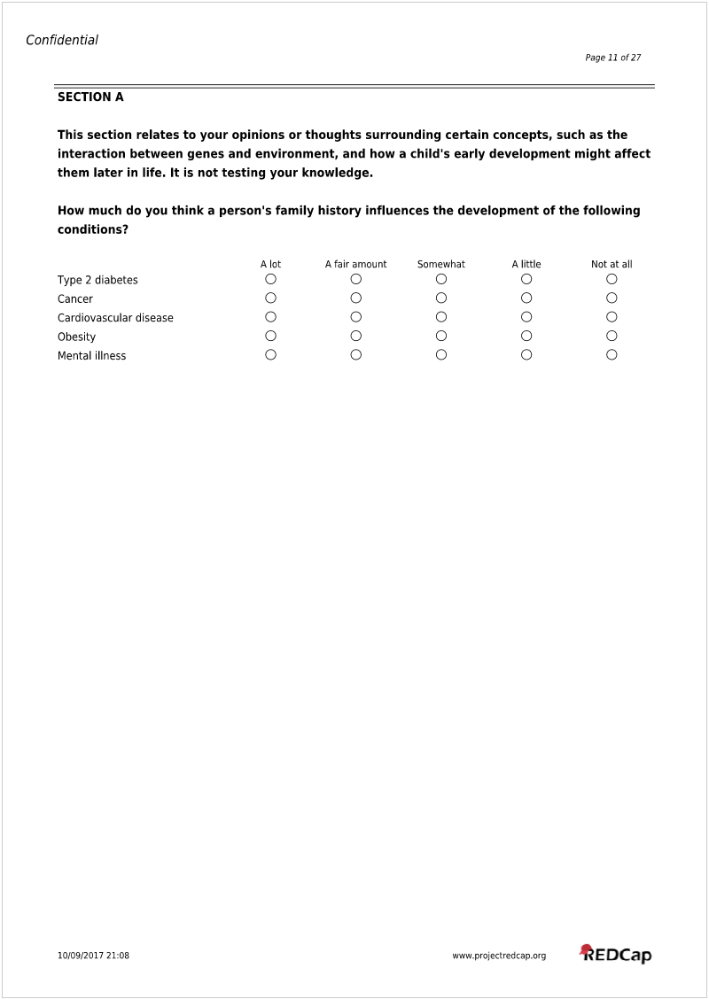 Confidential
Page 11 of 27
SECTION A
This section relates to your opinions or thoughts surrounding certain concepts, such as the
interaction between genes and environment, and how a child's early development might affect
them later in life. It is not testing your knowledge.
How much do you think a person's family history influences the development of the following
conditions?
A lot A fair amount Somewhat A little Not at all
Type 2 diabetes
Cancer
Cardiovascular disease
Obesity
Mental illness
10/09/2017 21:08 www.projectredcap.org REDCap